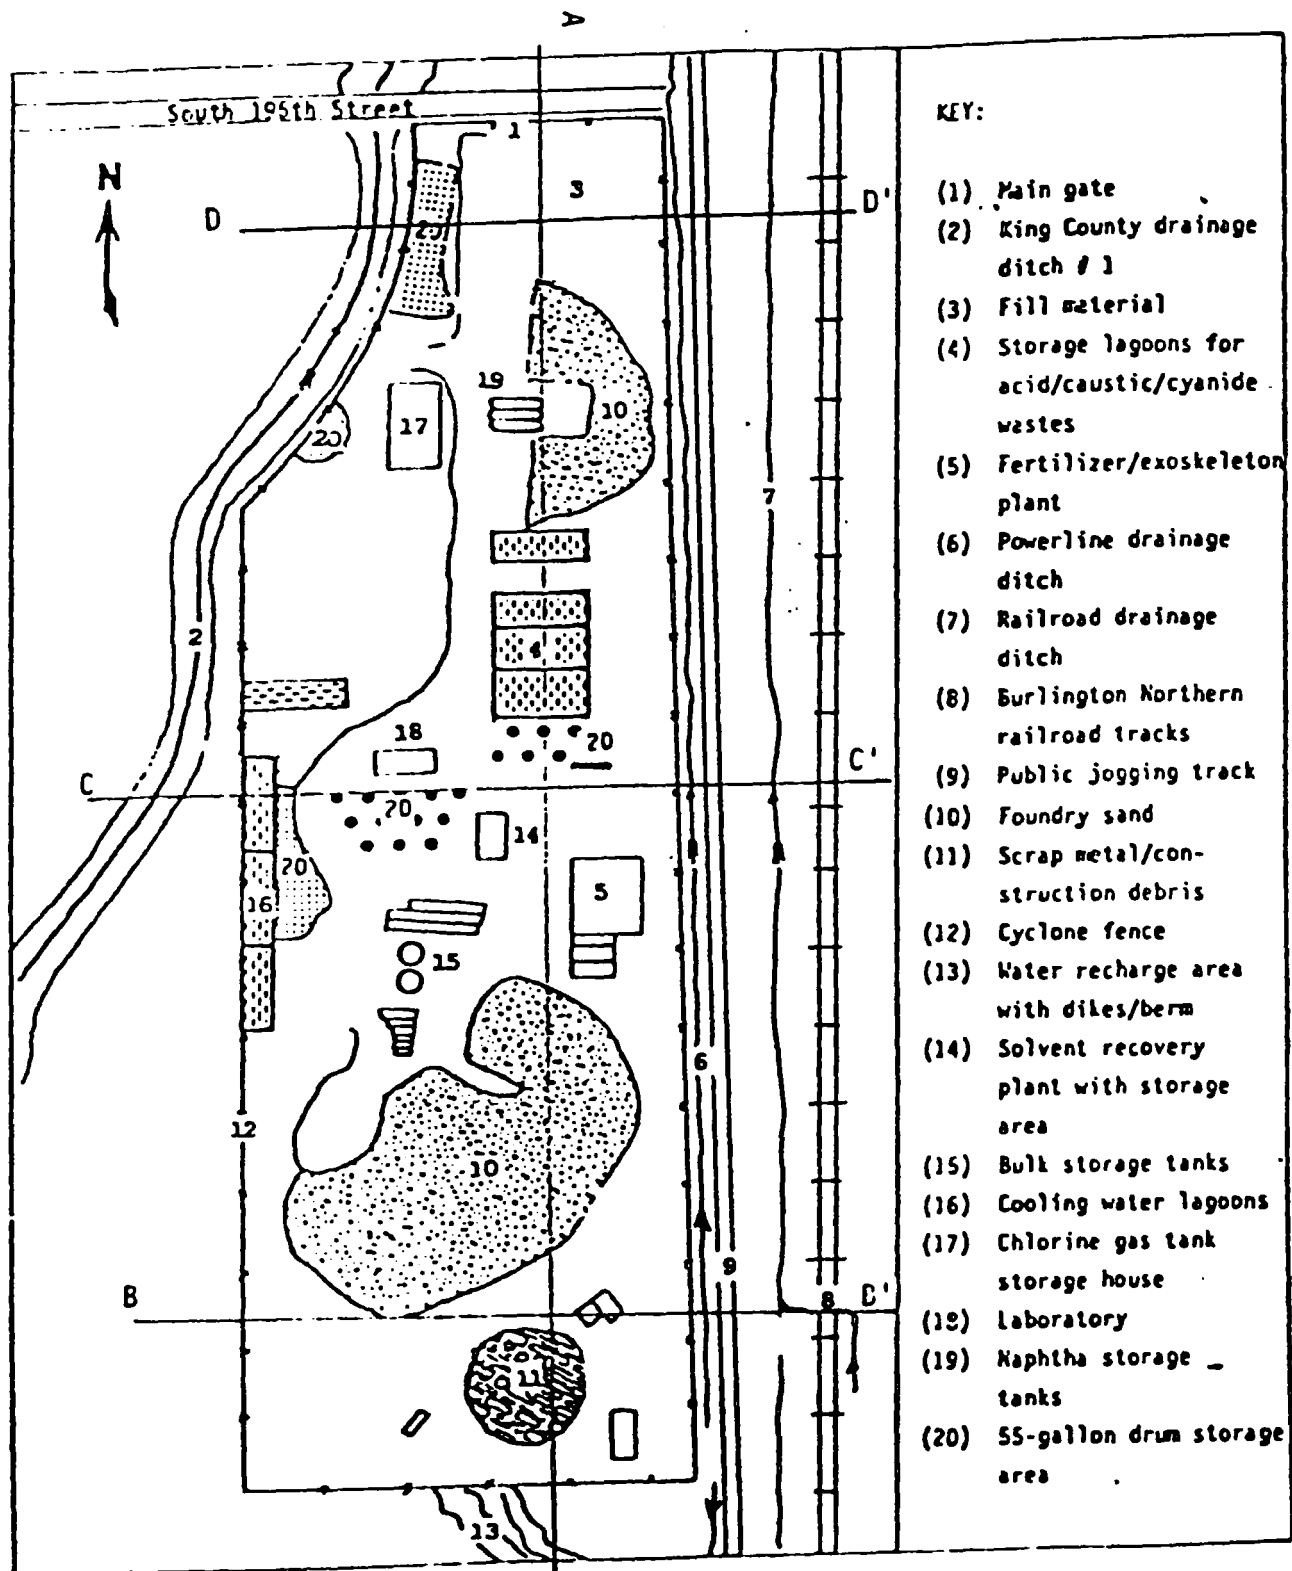 A
South 195th Street
1
N
3
D
D'
20
19
10
17
20
7
2
4
18
20
C
C'
20
14
20
5
16
15
6
12
10
9
B
8
B'
11
13
KEY:
(1) Main gate
(2) King County drainage
ditch # 1
(3) Fill material
(4) Storage lagoons for
acid/caustic/cyanide
wastes
(5) Fertilizer/exoskeleton
plant
(6) Powerline drainage
ditch
(7) Railroad drainage
ditch
(8) Burlington Northern
railroad tracks
(9) Public jogging track
(10) Foundry sand
(11) Scrap metal/con-
struction debris
(12) Cyclone fence
(13) Water recharge area
with dikes/berm
(14) Solvent recovery
plant with storage
area
(15) Bulk storage tanks
(16) Cooling water lagoons
(17) Chlorine gas tank
storage house
(18) Laboratory
(19) Naphtha storage
tanks
(20) 55-gallon drum storage
area